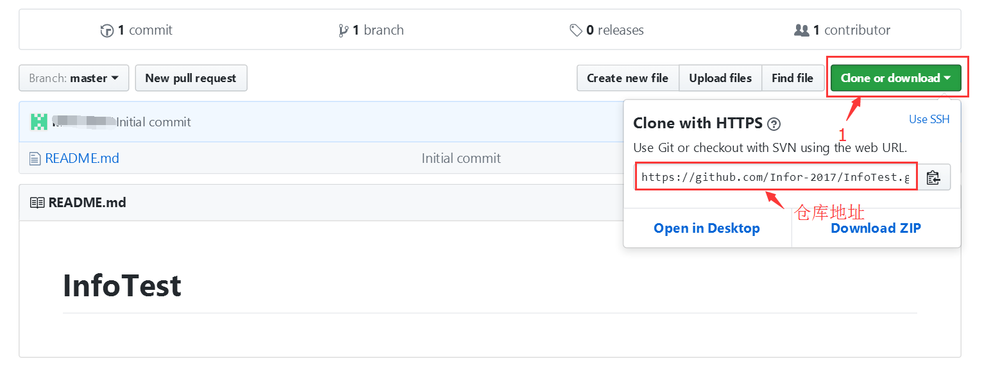 1 commit
1 branch
0 releases
1 contributor
Branch: master
New pull request
Create new file
Upload files
Find file
Clone or download
Initial commit
README.md
Initial commit
1
Clone with HTTPS
Use SSH
Use Git or checkout with SVN using the web URL.
https://github.com/Infor-2017/InfoTest.g
仓库地址
Open in Desktop
Download ZIP
README.md
InfoTest